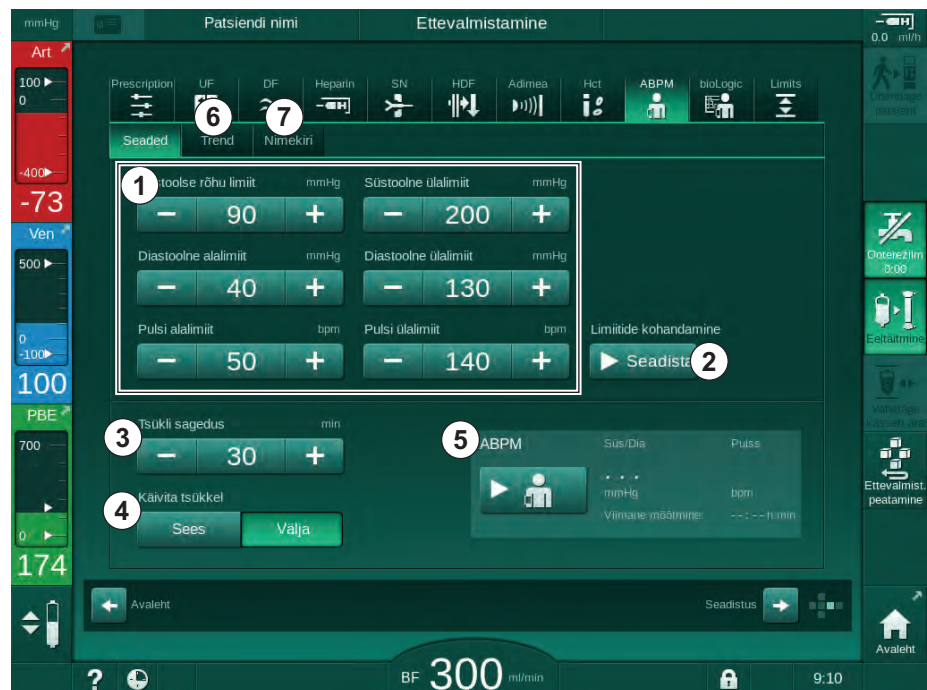 mmHg
Patsiendi nimi
Ettevalmistamine
0.0 ml/h
Art
100
0
-400
-73
Ven
500
0
-100
100
PBE
700
0
174
Prescription
UF
DF
Heparin
SN
HDF
Adimea
Hct
ABPM
bioLogic
Limits
6
7
Seaded
Trend
Nimekiri
1
rõhu limiit
mmHg
Süstoolne ülalimiit
mmHg
− 90 +
− 200 +
Diastoolne alalimiit
mmHg
Diastoolne ülalimiit
mmHg
− 40 +
− 130 +
Pulsi alalimiit
bpm
Pulsi ülalimiit
bpm
Limiitide kohandamine
− 50 +
− 140 +
Seadista
2
3
Tsükli sagedus
min
− 30 +
4
Käivita tsükkel
Sees
Välja
5
ABPM
Süs/Dia
Pulss
. . .
mmHg
bpm
Viimane mõõtmine:
--:-- h:min
Ühendage
patsient
Ooterežiim
0:00
Eeltäitmine
Ettevalmist.
peatamine
Avaleht
Seadistus
Avaleht
?
BF 300 ml/min
9:10